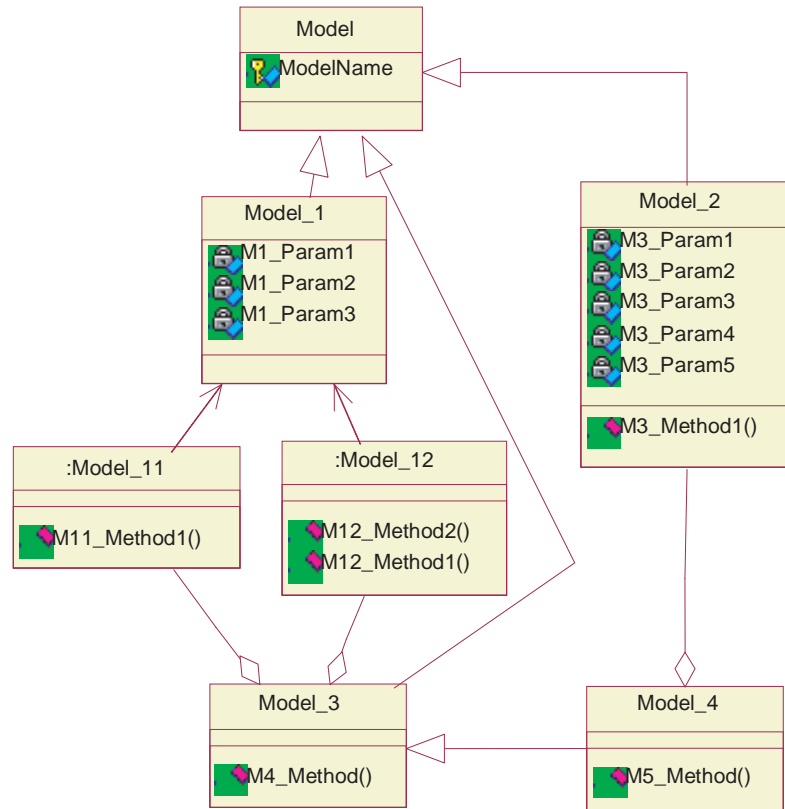 Model
ModelName
Model_1
M1_Param1
M1_Param2
M1_Param3
Model_2
M3_Param1
M3_Param2
M3_Param3
M3_Param4
M3_Param5
M3_Method1()
:Model_11
M11_Method1()
:Model_12
M12_Method2()
M12_Method1()
Model_3
M4_Method()
Model_4
M5_Method()